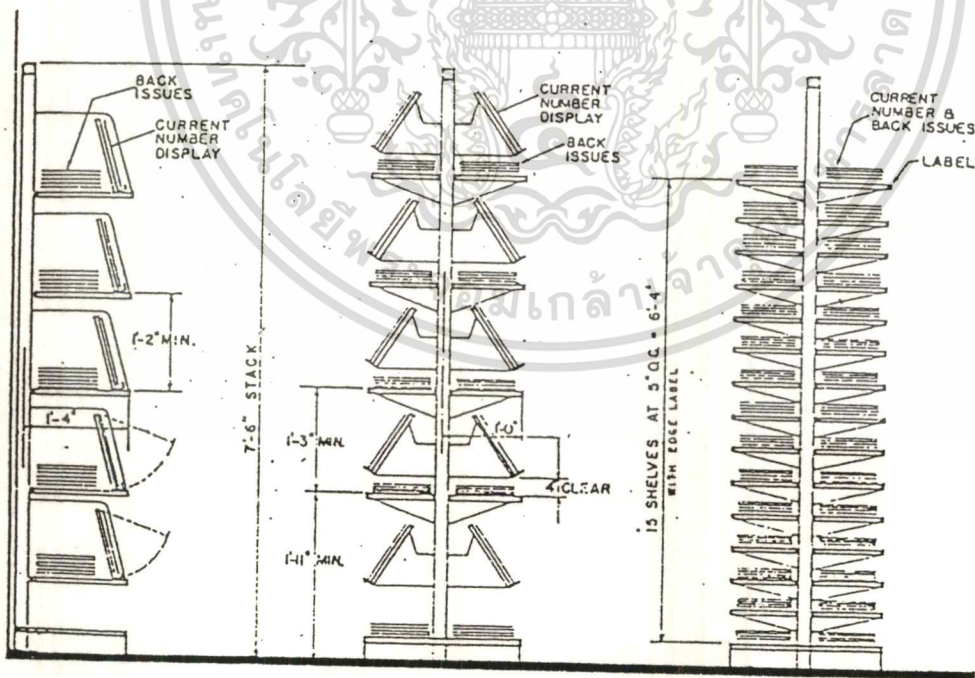 BACK
ISSUES
CURRENT
NUMBER
DISPLAY
1'-2" MIN.
1'-4"
7'-6" STACK
CURRENT
NUMBER
DISPLAY
BACK
ISSUES
1'-3" MIN.
1'-0"
4" CLEAR
1'-11" MIN.
CURRENT
NUMBER &
BACK ISSUES
LABEL
15 SHELVES AT 5" O.C. = 6'-4"
WITH EDGE LABEL